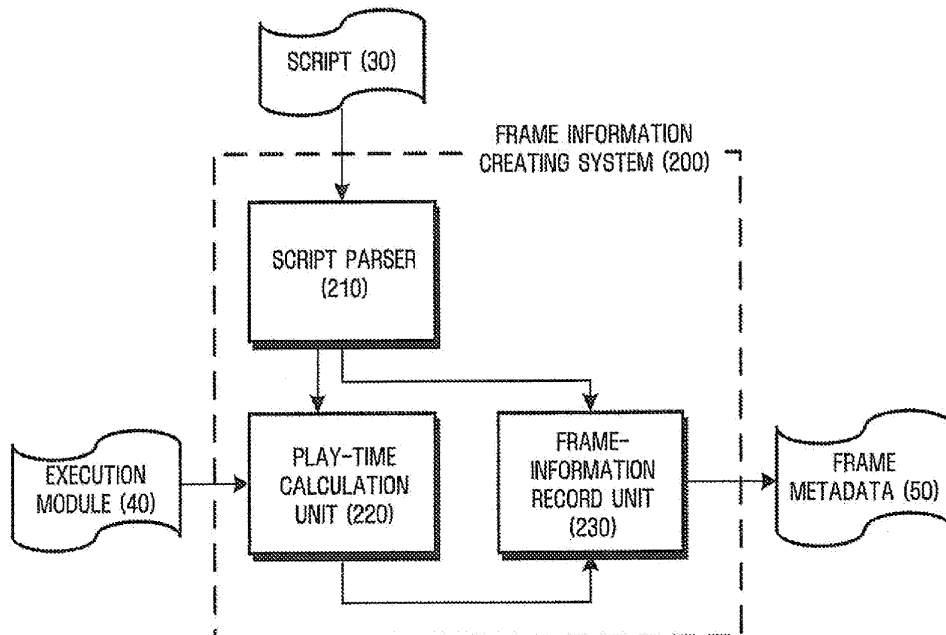 SCRIPT (30)
FRAME INFORMATION
CREATING SYSTEM (200)
SCRIPT PARSER
(210)
EXECUTION
MODULE (40)
PLAY-TIME
CALCULATION
UNIT (220)
FRAME-
INFORMATION
RECORD UNIT
(230)
FRAME
METADATA (50)